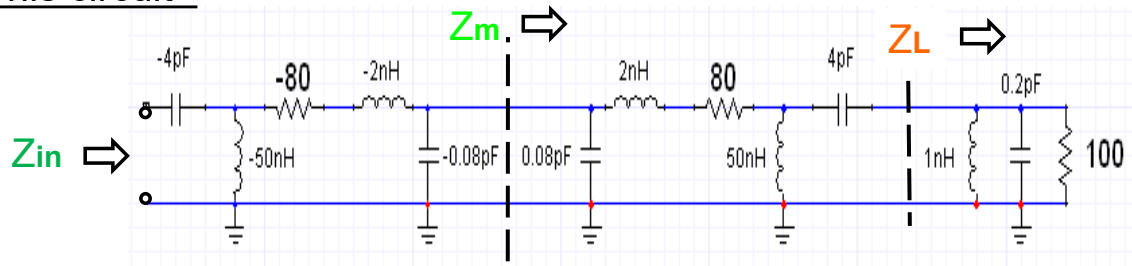 Zm
ZL
-4pF
-80
-2nH
2nH
80
4pF
0.2pF
Zin
-50nH
-0.08pF
0.08pF
50nH
1nH
100